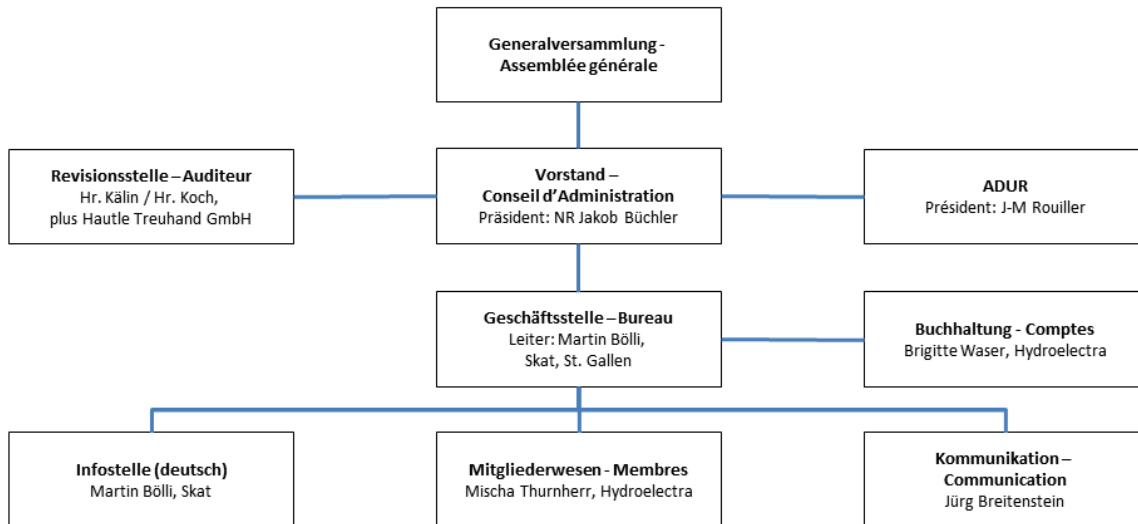 Generalversammlung -
Assemblée générale
Revisionsstelle – Auditeur
Hr. Kälin / Hr. Koch,
plus Hautle Treuhand GmbH
Vorstand –
Conseil d’Administration
Präsident: NR Jakob Büchler
ADUR
Président: J-M Rouiller
Geschäftsstelle – Bureau
Leiter: Martin Bölli,
Skat, St. Gallen
Buchhaltung - Comptes
Brigitte Waser, Hydroelectra
Infostelle (deutsch)
Martin Bölli, Skat
Mitgliederwesen - Membres
Mischa Thurnherr, Hydroelectra
Kommunikation –
Communication
Jürg Breitenstein